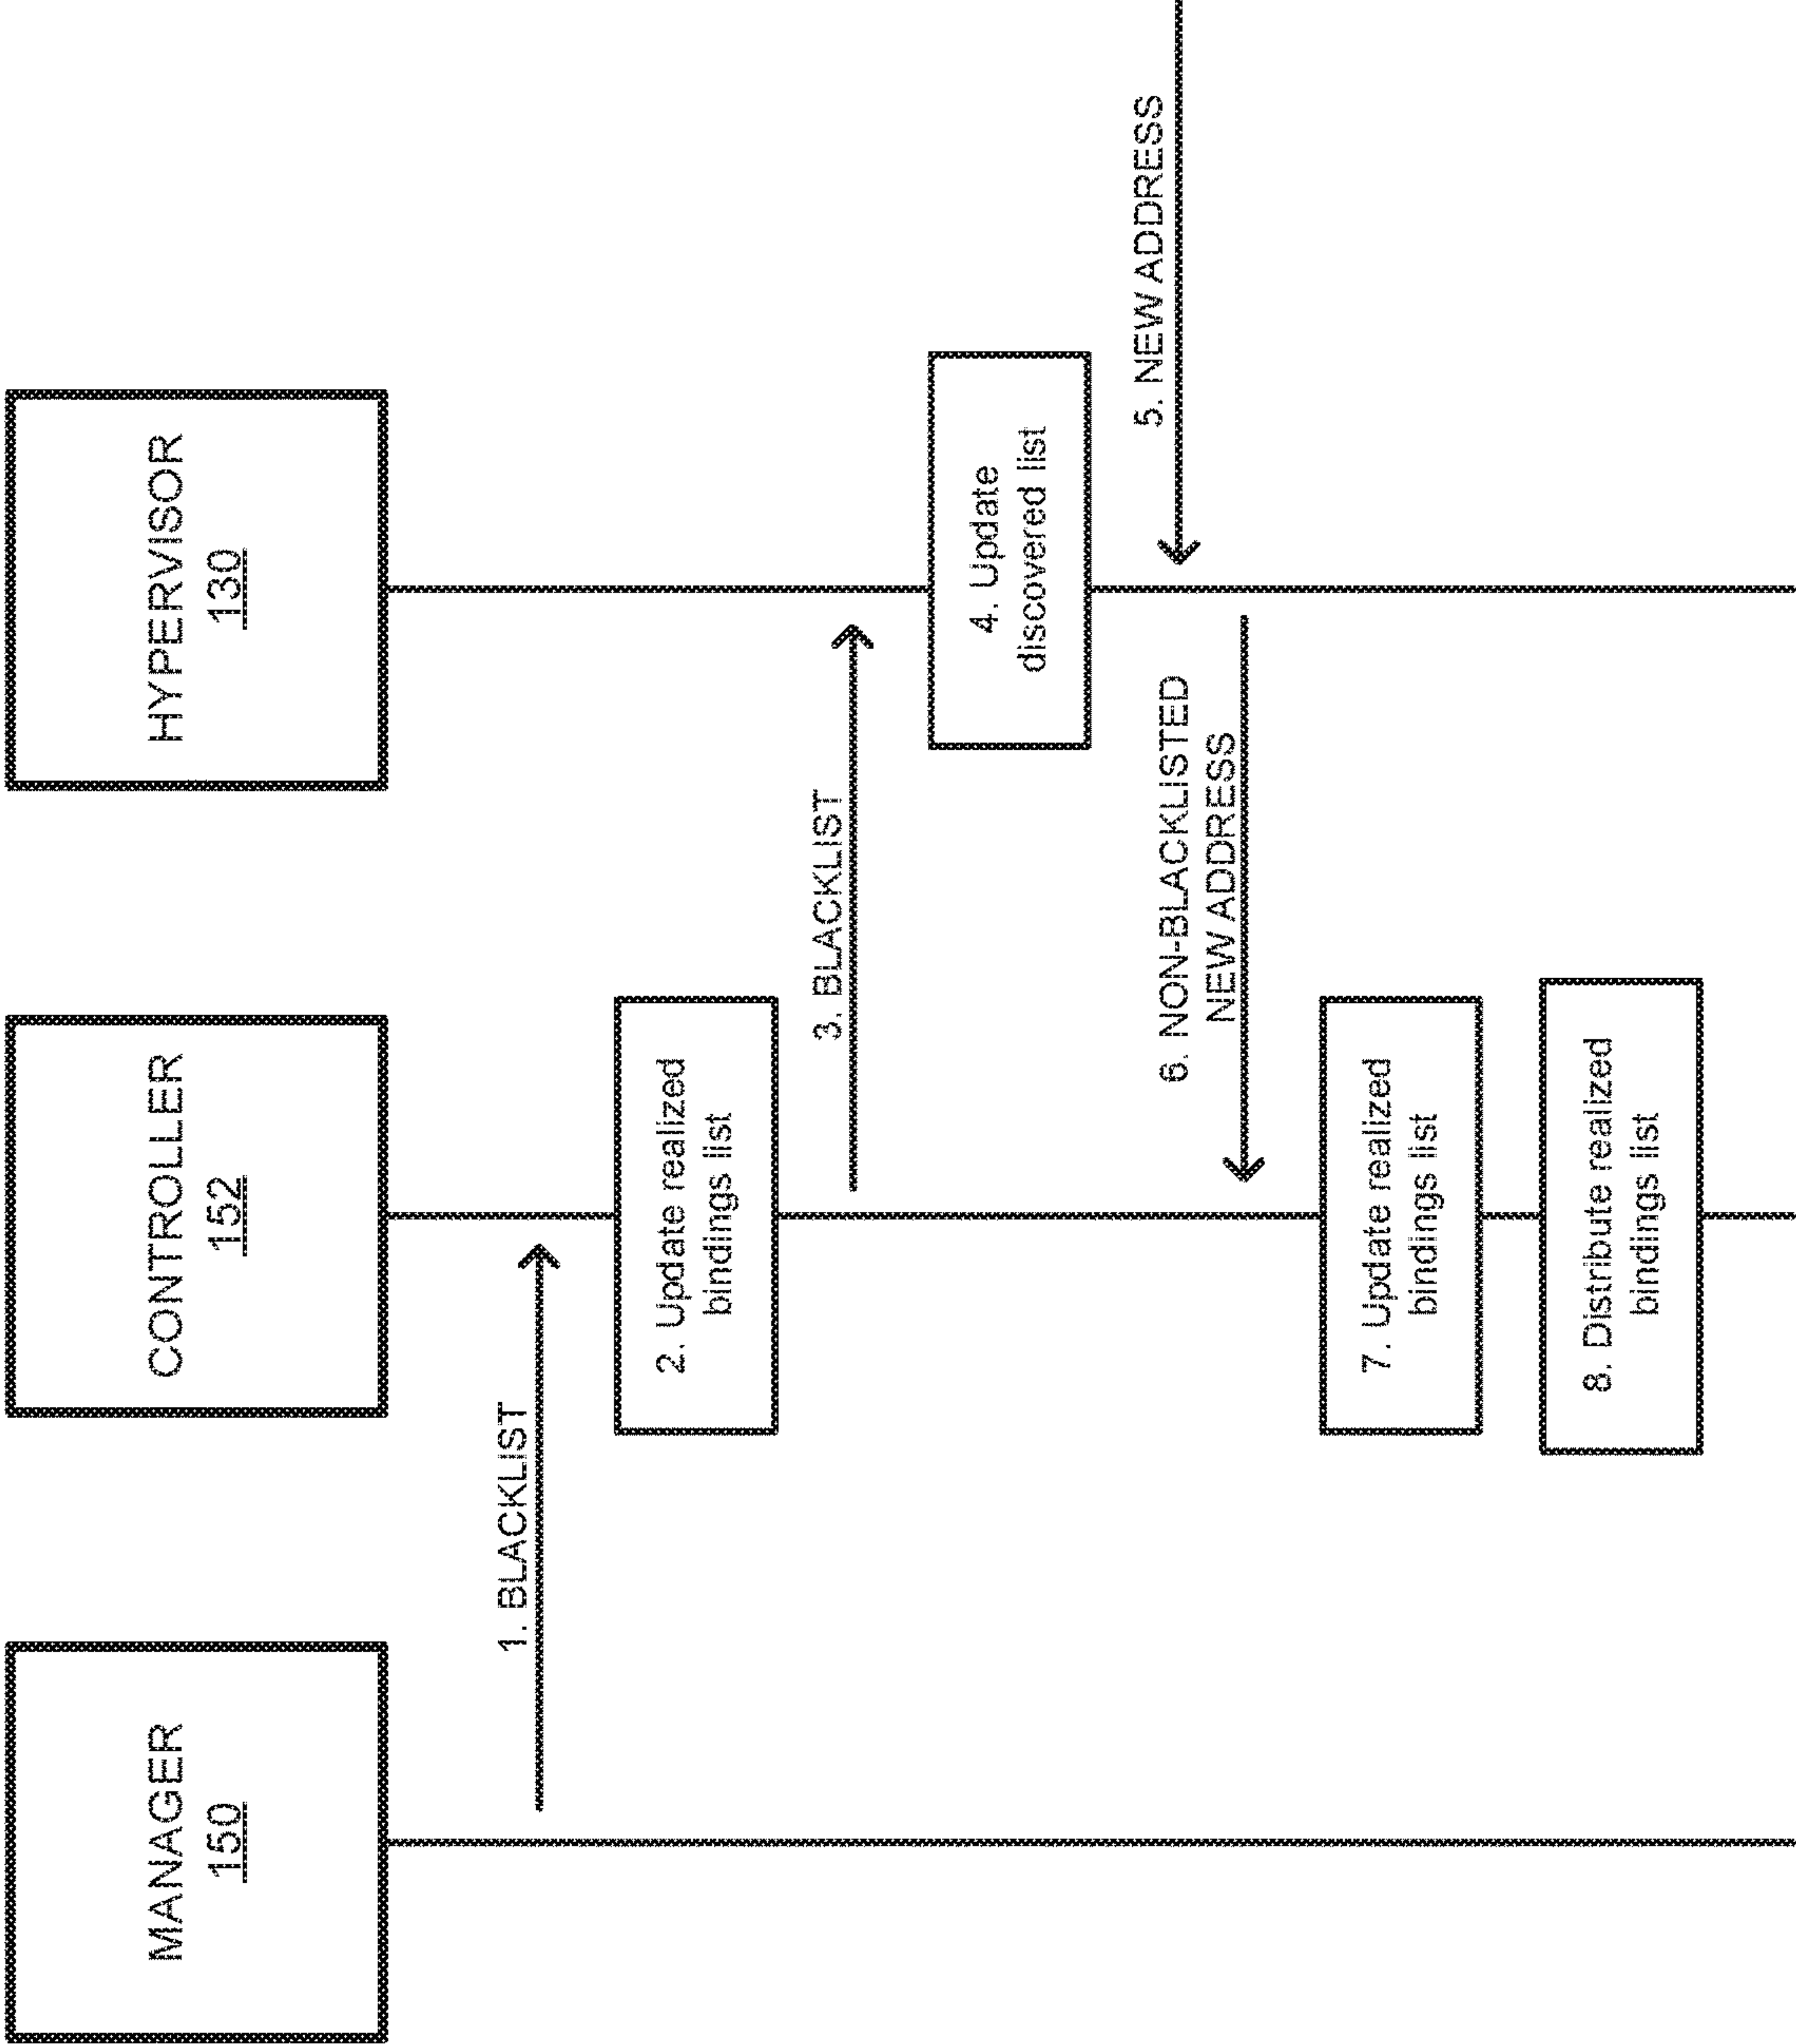 MANAGER
150
CONTROLLER
152
HYPERVISOR
130
1. BLACKLIST
2. Update realized
bindings list
3. BLACKLIST
4. Update
discovered list
5. NEW ADDRESS
6. NON-BLACKLISTED
NEW ADDRESS
7. Update realized
bindings list
8. Distribute realized
bindings list